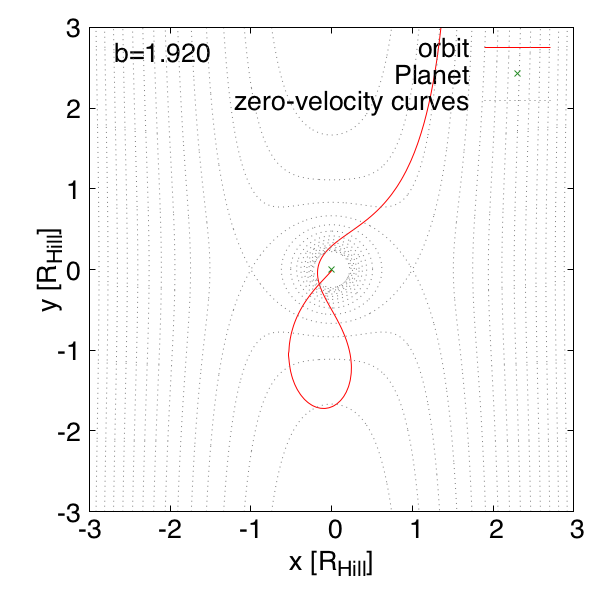 b=1.920
orbit
Planet
zero-velocity curves
3
2
1
0
-1
-2
-3
y [R_Hill]
-3 -2 -1 0 1 2 3
x [R_Hill]